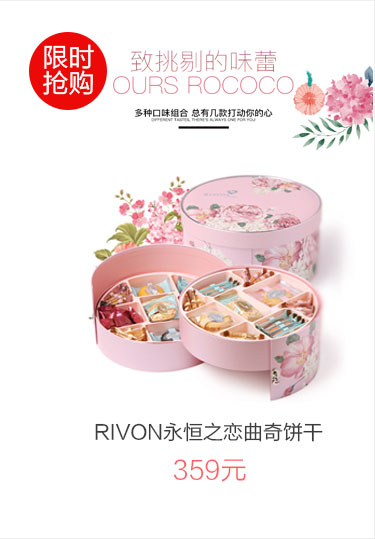 限时
抢购
致挑剔的味蕾
OURS ROCOCO
多种口味组合 总有几款打动你的心
DIFFERENT TASTES, THERE'S ALWAYS ONE FOR YOU
RIVON永恒之恋曲奇饼干
359元